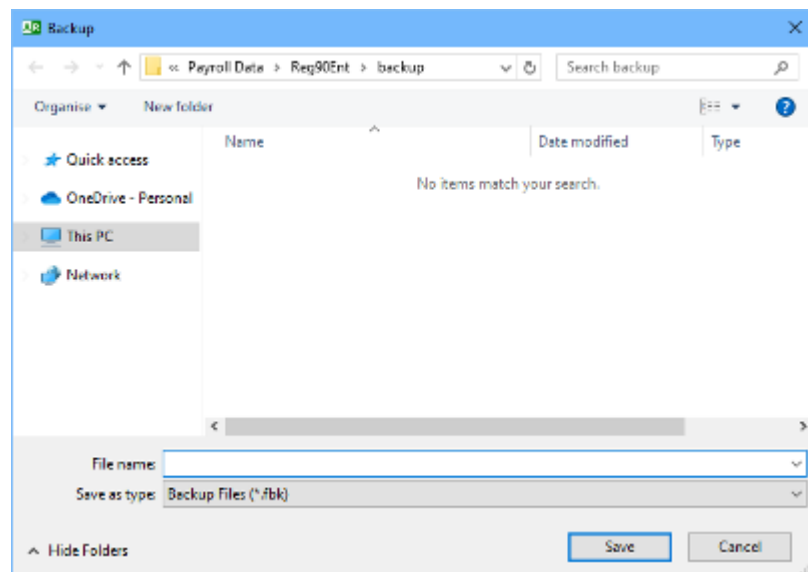 Backup
« Payroll Data > Reg90Ent > backup
Search backup
Organise
New folder
Name
Date modified
Type
Quick access
No items match your search.
OneDrive - Personal
This PC
Network
File name:
Save as type: Backup Files (*.fbk)
Hide Folders
Save
Cancel